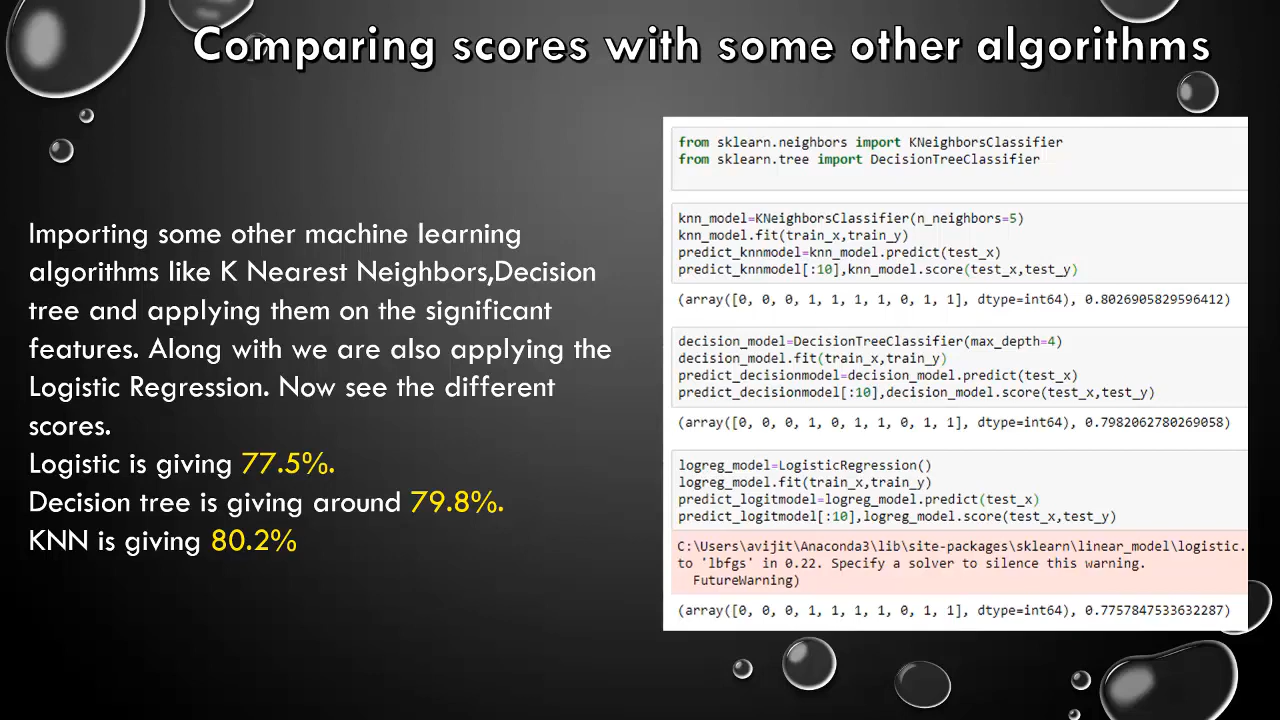 Comparing scores with some other algorithms
Importing some other machine learning
algorithms like K Nearest Neighbors,Decision
tree and applying them on the significant
features. Along with we are also applying the
Logistic Regression. Now see the different
scores.
Logistic is giving 77.5%.
Decision tree is giving around 79.8%.
KNN is giving 80.2%
from sklearn.neighbors import KNeighborsClassifier
from sklearn.tree import DecisionTreeClassifier
knn_model=KNeighborsClassifier(n_neighbors=5)
knn_model.fit(train_x,train_y)
predict_knnmodel=knn_model.predict(test_x)
predict_knnmodel[:10],knn_model.score(test_x,test_y)
(array([0, 0, 0, 1, 1, 1, 1, 0, 1, 1], dtype=int64), 0.8026905829596412)
decision_model=DecisionTreeClassifier(max_depth=4)
decision_model.fit(train_x,train_y)
predict_decisionmodel=decision_model.predict(test_x)
predict_decisionmodel[:10],decision_model.score(test_x,test_y)
(array([0, 0, 0, 1, 0, 1, 1, 0, 1, 1], dtype=int64), 0.7982062780269058)
logreg_model=LogisticRegression()
logreg_model.fit(train_x,train_y)
predict_logitmodel=logreg_model.predict(test_x)
predict_logitmodel[:10],logreg_model.score(test_x,test_y)
C:\Users\avijit\Anaconda3\lib\site-packages\sklearn\linear_model\logistic.
to 'lbfgs' in 0.22. Specify a solver to silence this warning.
FutureWarning)
(array([0, 0, 0, 1, 1, 1, 1, 0, 1, 1], dtype=int64), 0.7757847533632287)